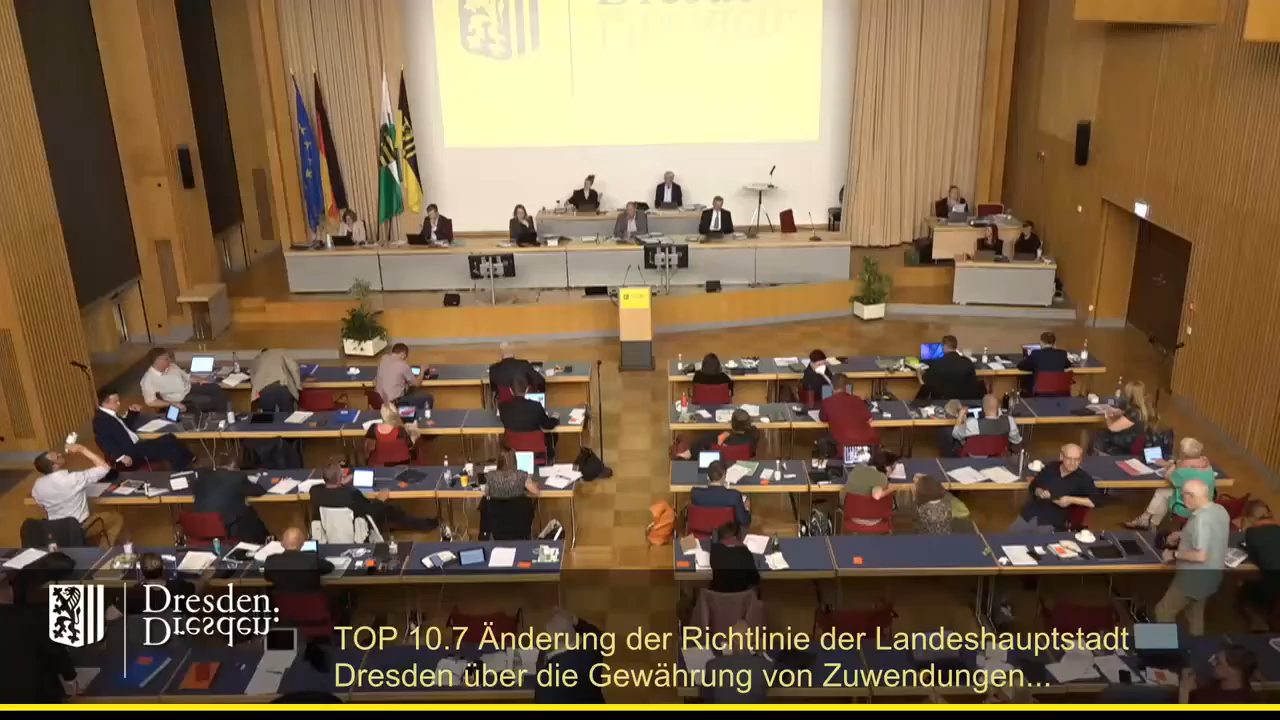 Dresden.
Dresden.
TOP 10.7 Änderung der Richtlinie der Landeshauptstadt
Dresden über die Gewährung von Zuwendungen...